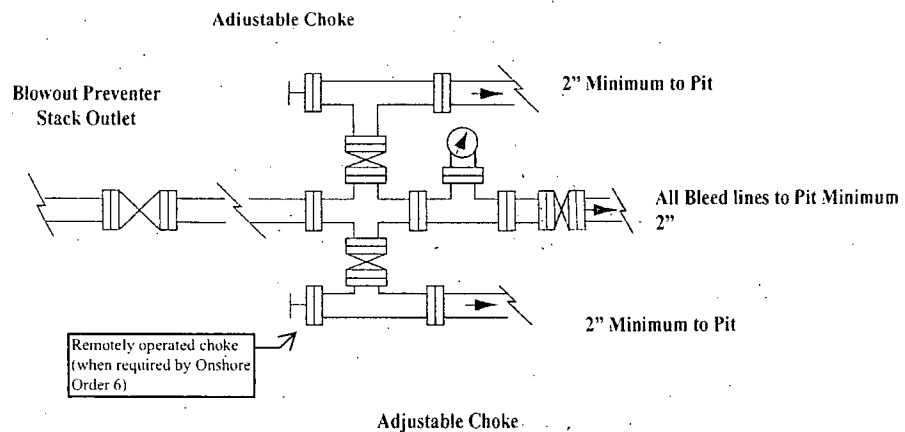 Adjustable Choke
2” Minimum to Pit
Blowout Preventer
Stack Outlet
All Bleed lines to Pit Minimum
2”
2” Minimum to Pit
Remotely operated choke
(when required by Onshore
Order 6)
Adjustable Choke